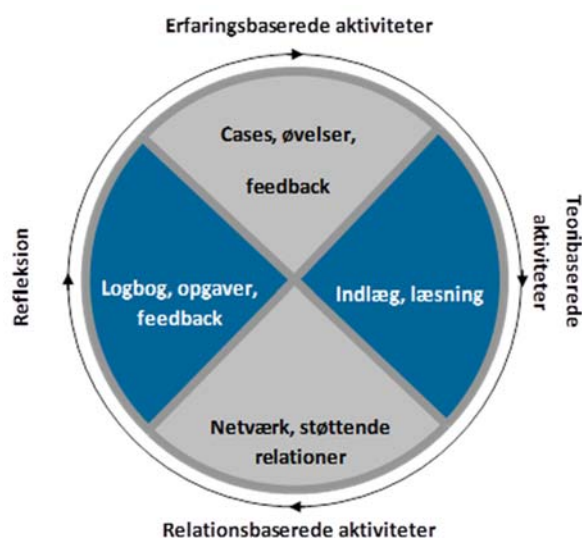 Erfaringsbaserede aktiviteter
Cases, øvelser,
feedback
Teoribaserede
aktiviteter
Refleksion
Logbog, opgaver,
feedback
Indlæg, læsning
Netværk, støttende
relationer
Relationsbaserede aktiviteter